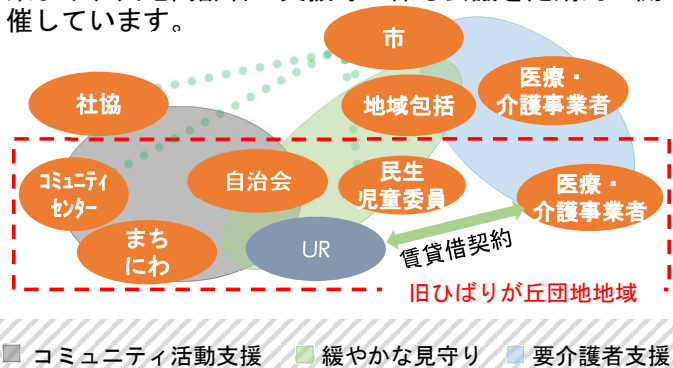 催しています。
市
医療・
介護事業者
社協
地域包括
コミュニティ
センター
自治会
民生
児童委員
医療・
介護事業者
まち
にわ
UR
賃貸借契約
旧ひばりが丘団地地域
コミュニティ活動支援
緩やかな見守り
要介護者支援